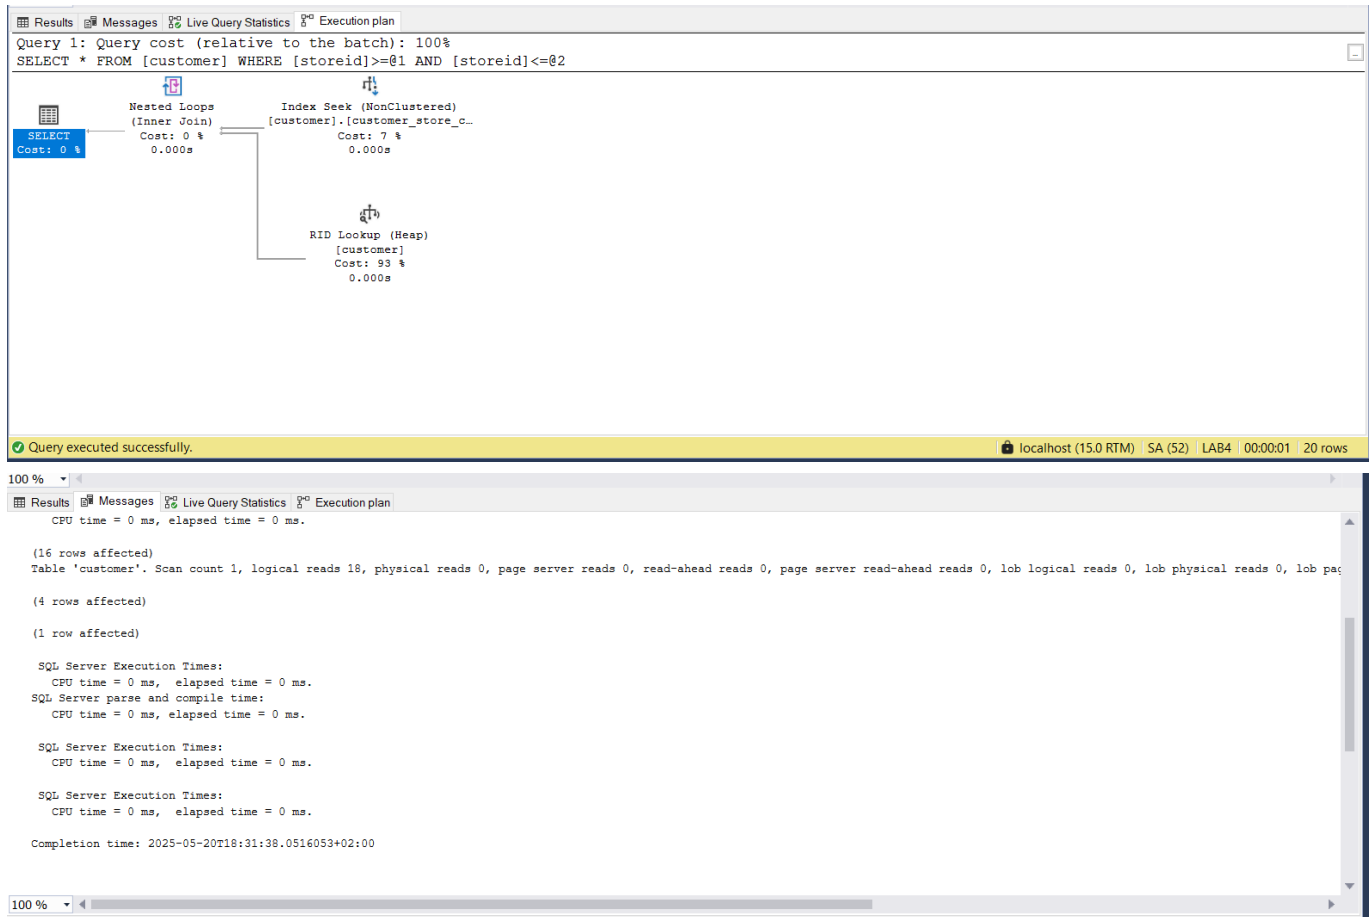 Results Messages Live Query Statistics Execution plan
Query 1: Query cost (relative to the batch): 100%
SELECT * FROM [customer] WHERE [storeid]>=@1 AND [storeid]<=@2
...
SELECT
Cost: 0 %
Nested Loops
(Inner Join)
Cost: 0 %
0.000s
Index Seek (NonClustered)
[customer].[customer_store_c…
Cost: 7 %
0.000s
RID Lookup (Heap)
[customer]
Cost: 93 %
0.000s
Query executed successfully. localhost (15.0 RTM) SA (52) LAB4 00:00:01 20 rows
100 %
Results Messages Live Query Statistics Execution plan
CPU time = 0 ms, elapsed time = 0 ms.
(16 rows affected)
Table 'customer'. Scan count 1, logical reads 18, physical reads 0, page server reads 0, read-ahead reads 0, page server read-ahead reads 0, lob logical reads 0, lob physical reads 0, lob pag
(4 rows affected)
(1 row affected)
SQL Server Execution Times:
CPU time = 0 ms, elapsed time = 0 ms.
SQL Server parse and compile time:
CPU time = 0 ms, elapsed time = 0 ms.
SQL Server Execution Times:
CPU time = 0 ms, elapsed time = 0 ms.
SQL Server Execution Times:
CPU time = 0 ms, elapsed time = 0 ms.
Completion time: 2025-05-20T18:31:38.0516053+02:00
100 %